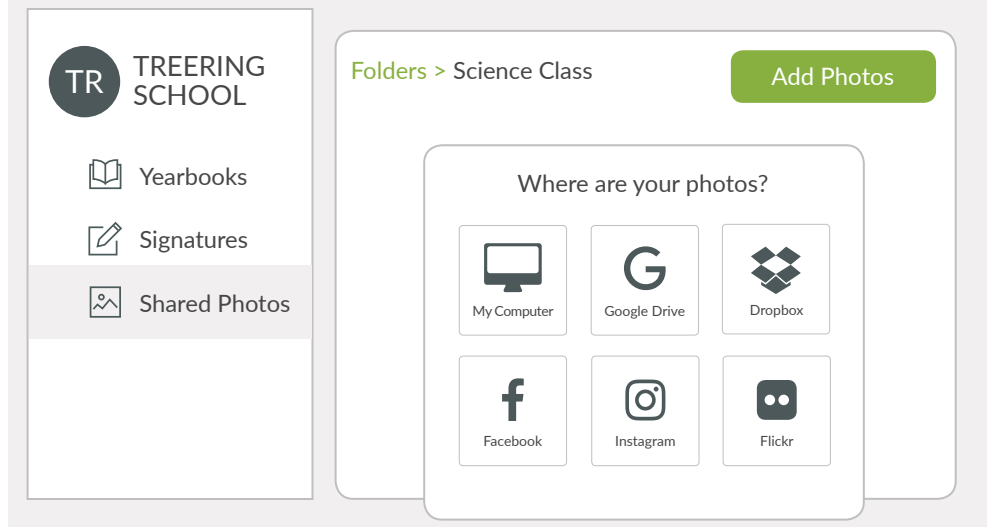 TR
TREERING
SCHOOL
Yearbooks
Signatures
Shared Photos
Folders > Science Class
Add Photos
Where are your photos?
My Computer
Google Drive
Dropbox
Facebook
Instagram
Flickr